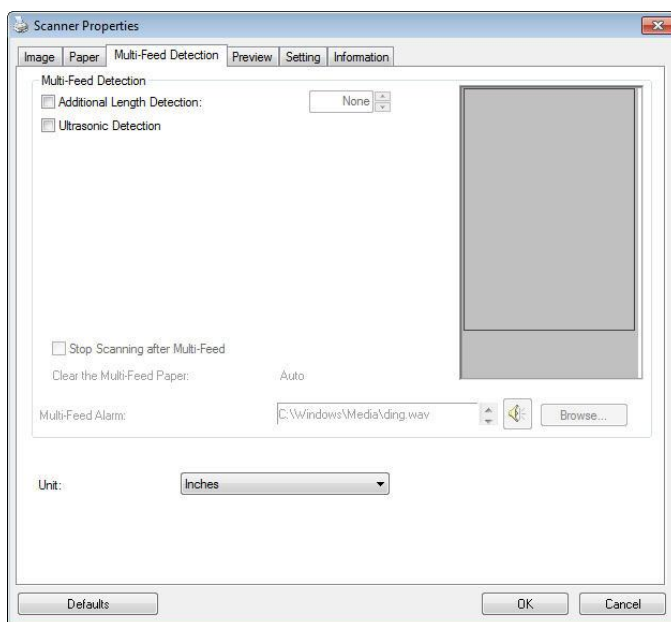 Scanner Properties
Image Paper Multi-Feed Detection Preview Setting Information
Multi-Feed Detection
Additional Length Detection: None
Ultrasonic Detection
Stop Scanning after Multi-Feed
Clear the Multi-Feed Paper: Auto
Multi-Feed Alarm: C:\Windows\Media\ding.wav Browse...
Unit: Inches
Defaults OK Cancel